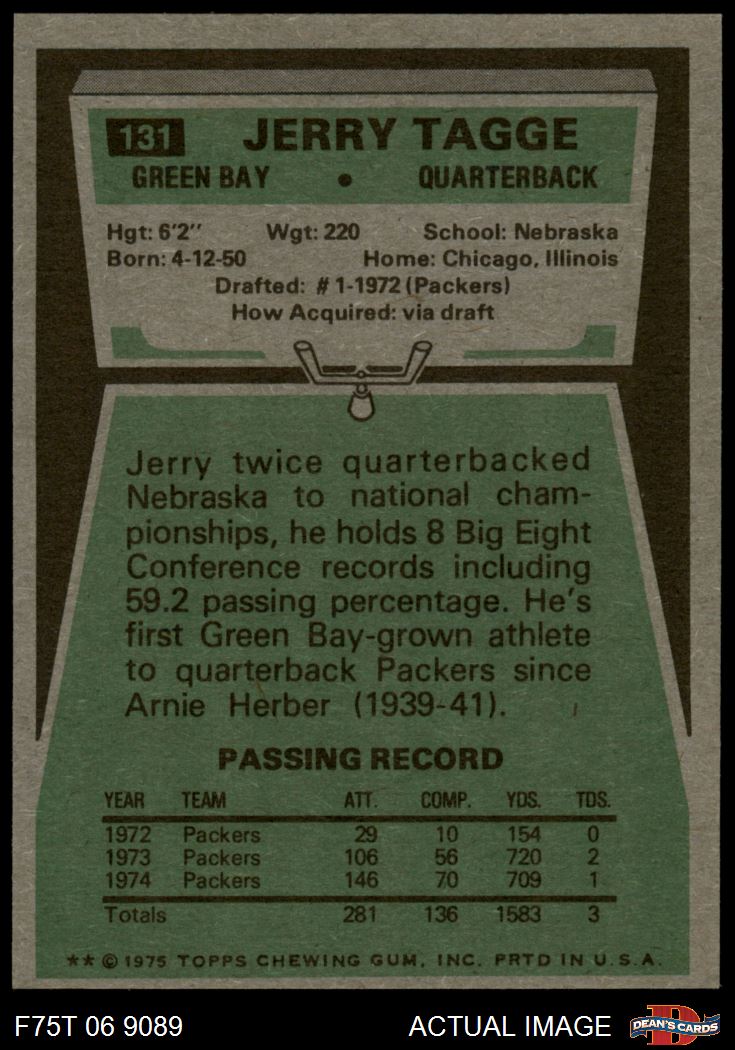 131 JERRY TAGGE
GREEN BAY • QUARTERBACK
Hgt: 6'2" Wgt: 220 School: Nebraska
Born: 4-12-50 Home: Chicago, Illinois
Drafted: # 1-1972 (Packers)
How Acquired: via draft
Jerry twice quarterbacked
Nebraska to national cham-
pionships, he holds 8 Big Eight
Conference records including
59.2 passing percentage. He's
first Green Bay-grown athlete
to quarterback Packers since
Arnie Herber (1939-41).
PASSING RECORD
YEAR TEAM ATT. COMP. YDS. TDS.
1972 Packers 29 10 154 0
1973 Packers 106 56 720 2
1974 Packers 146 70 709 1
Totals 281 136 1583 3
** © 1975 TOPPS CHEWING GUM, INC. PRTD IN U.S.A.
F75T 06 9089 ACTUAL IMAGE D DEAN'S CARDS